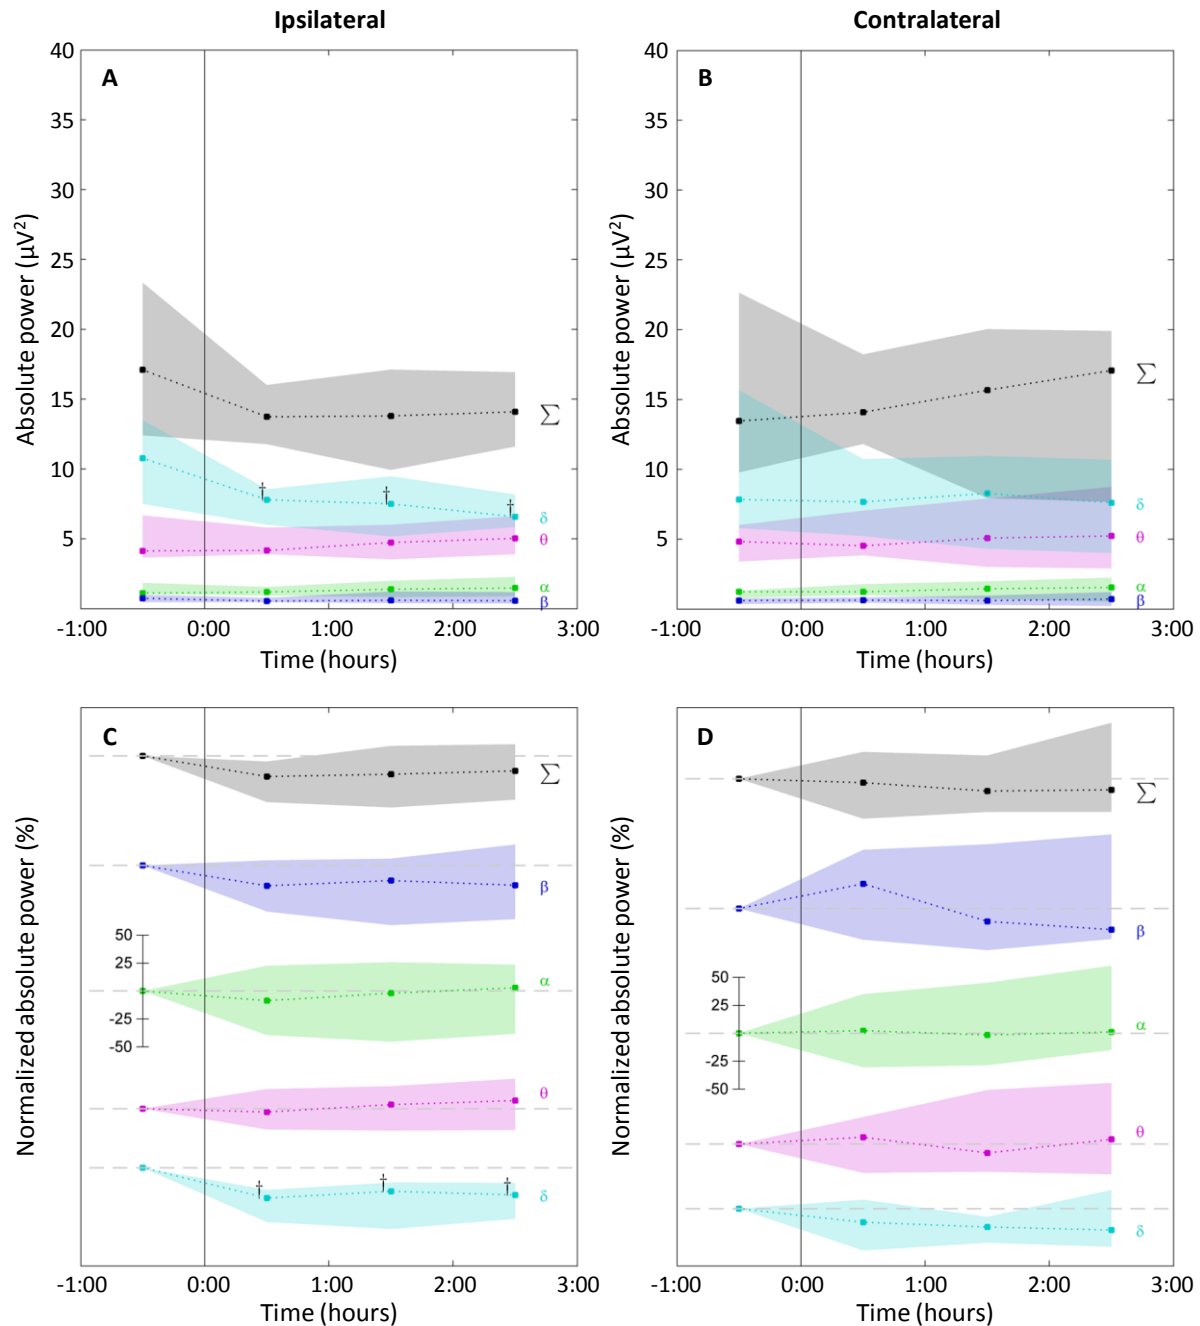 Ipsilateral
Contralateral
A
40
35
30
25
20
15
10
5
Absolute power (µV²)
†
†
†
Σ
δ
θ
α
β
-1:00 0:00 1:00 2:00 3:00
Time (hours)
B
40
35
30
25
20
15
10
5
Absolute power (µV²)
Σ
δ
θ
α
β
-1:00 0:00 1:00 2:00 3:00
Time (hours)
C
Normalized absolute power (%)
Σ
β
50
25
-25
-50
α
θ
†
†
†
δ
-1:00 0:00 1:00 2:00 3:00
Time (hours)
D
Normalized absolute power (%)
Σ
β
50
25
-25
-50
α
θ
δ
-1:00 0:00 1:00 2:00 3:00
Time (hours)